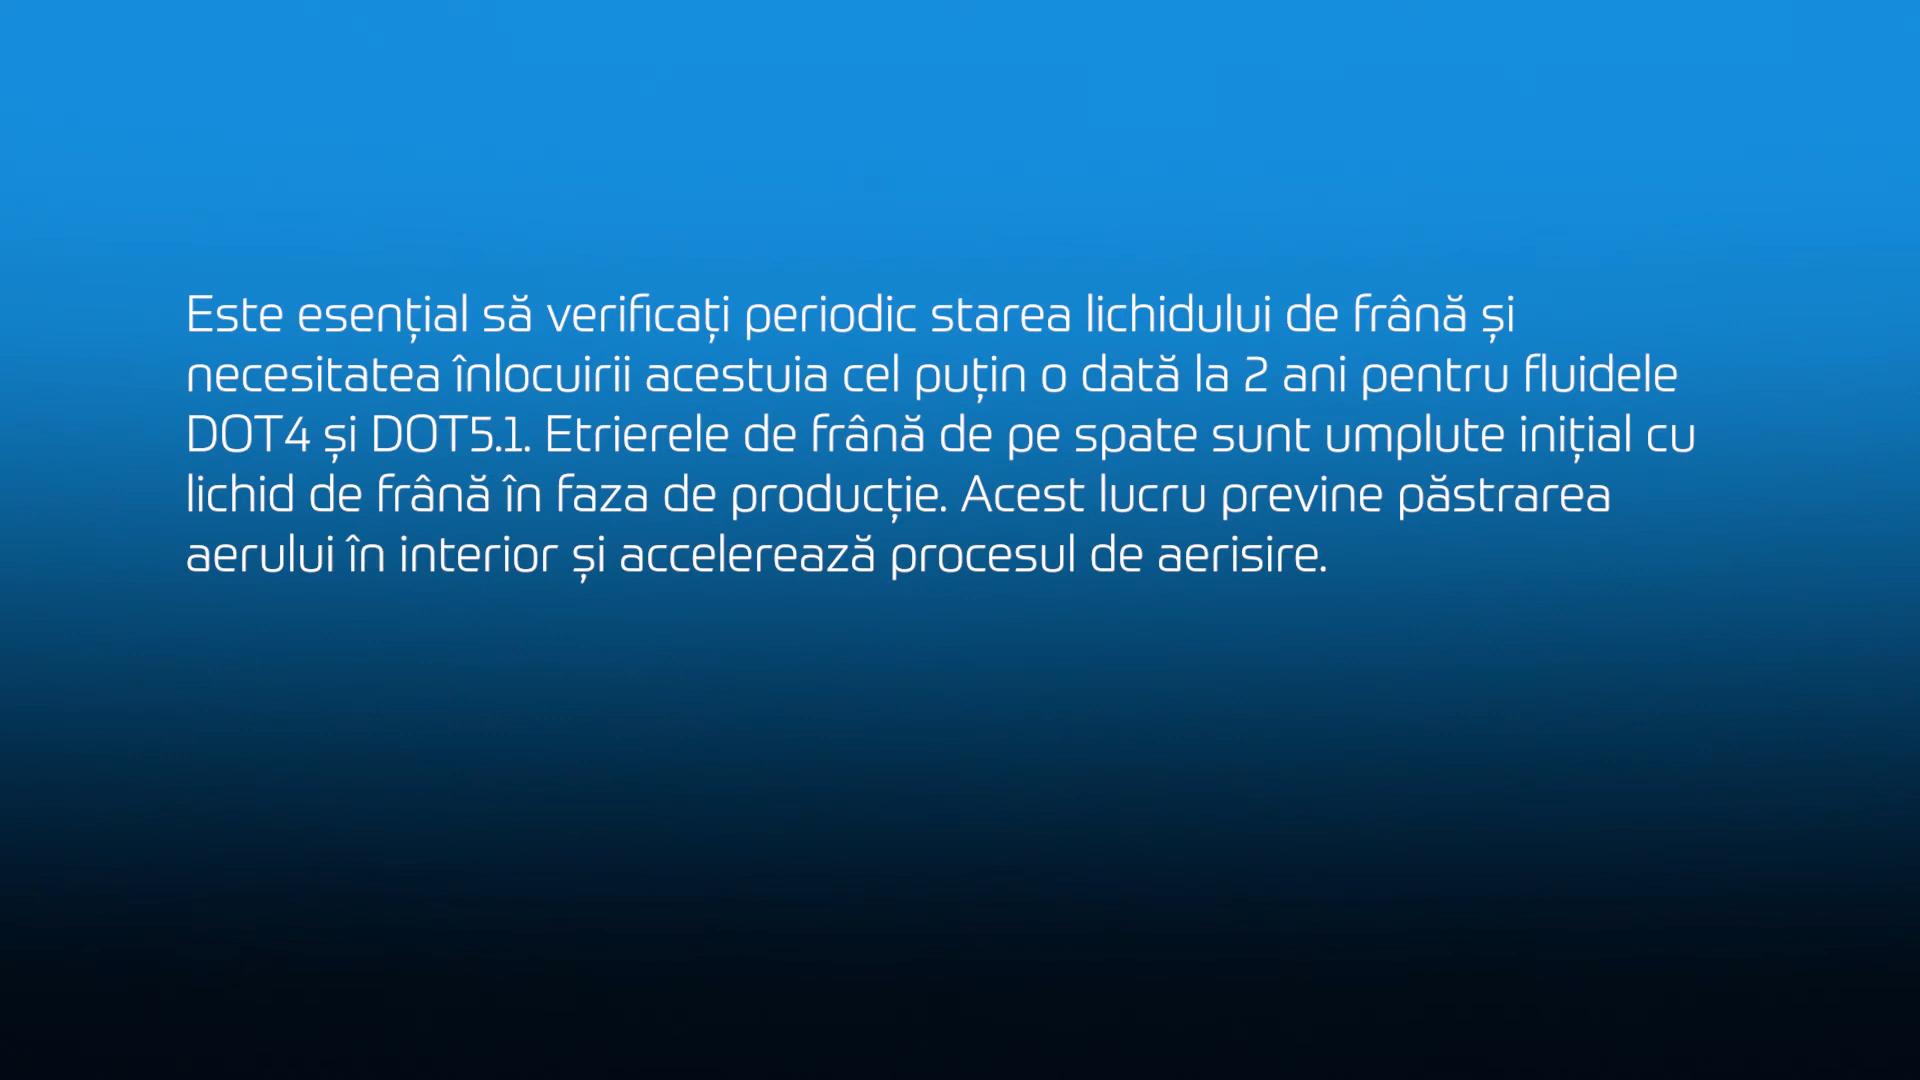 Este esențial să verificați periodic starea lichidului de frână și
necesitatea înlocuirii acestuia cel puțin o dată la 2 ani pentru fluidele
DOT4 și DOT5.1. Etrierele de frână de pe spate sunt umplute inițial cu
lichid de frână în faza de producție. Acest lucru previne păstrarea
aerului în interior și accelerează procesul de aerisire.